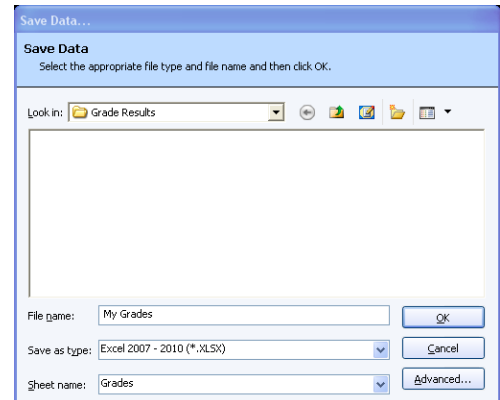 Save Data...
Save Data
Select the appropriate file type and file name and then click OK.
Look in: Grade Results
File name: My Grades
OK
Save as type: Excel 2007 - 2010 (*.XLSX)
Cancel
Sheet name: Grades
Advanced...